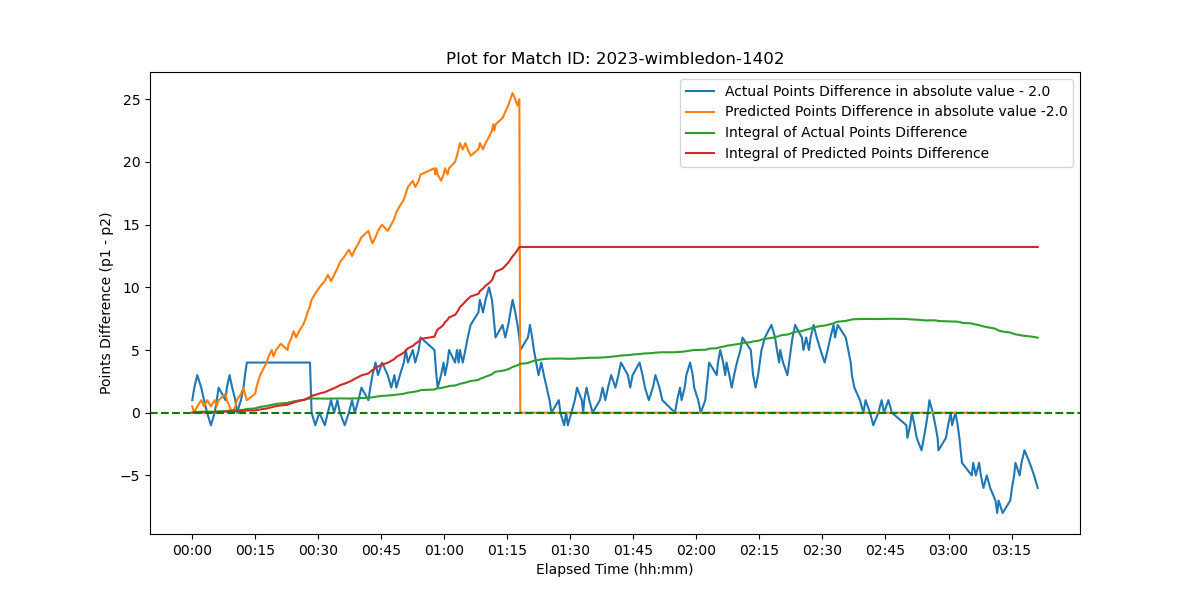 Plot for Match ID: 2023-wimbledon-1402
Actual Points Difference in absolute value - 2.0
Predicted Points Difference in absolute value -2.0
Integral of Actual Points Difference
Integral of Predicted Points Difference
Points Difference (p1 - p2)
25
20
15
10
5
0
−5
00:00 00:15 00:30 00:45 01:00 01:15 01:30 01:45 02:00 02:15 02:30 02:45 03:00 03:15
Elapsed Time (hh:mm)